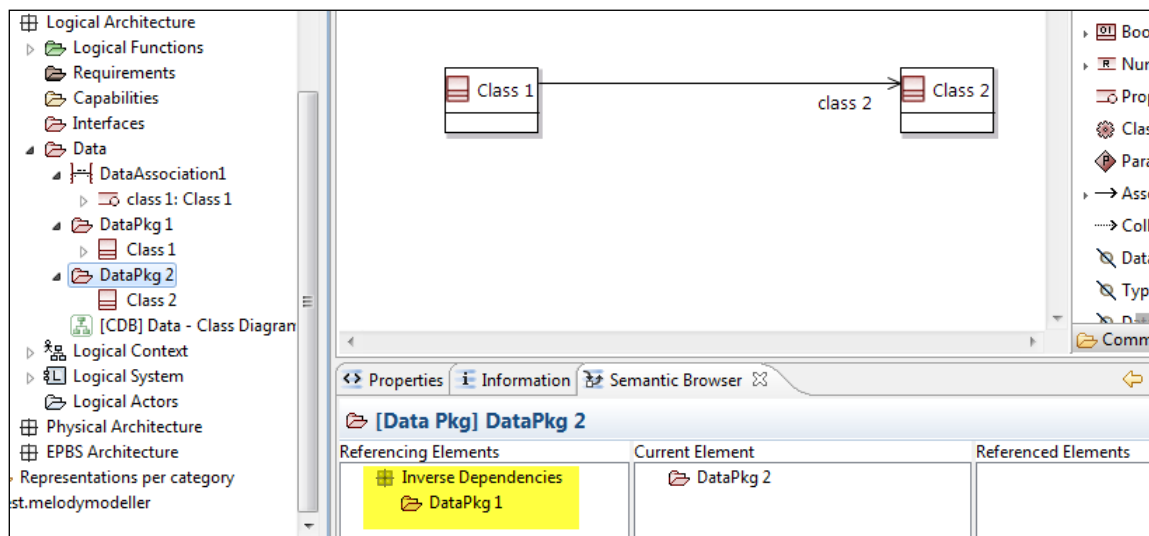 Logical Architecture
Logical Functions
Requirements
Capabilities
Interfaces
Data
DataAssociation1
class 1: Class 1
DataPkg 1
Class 1
DataPkg 2
Class 2
[CDB] Data - Class Diagran
Logical Context
Logical System
Logical Actors
Physical Architecture
EPBS Architecture
Representations per category
st.melodymodeller
Class 1
class 2
Class 2
01 Boo
R Nur
Prop
Clas
P Para
Asso
Coll
Data
Typ
Comm
Properties
Information
Semantic Browser
[Data Pkg] DataPkg 2
Referencing Elements
Current Element
Referenced Elements
Inverse Dependencies
DataPkg 1
DataPkg 2